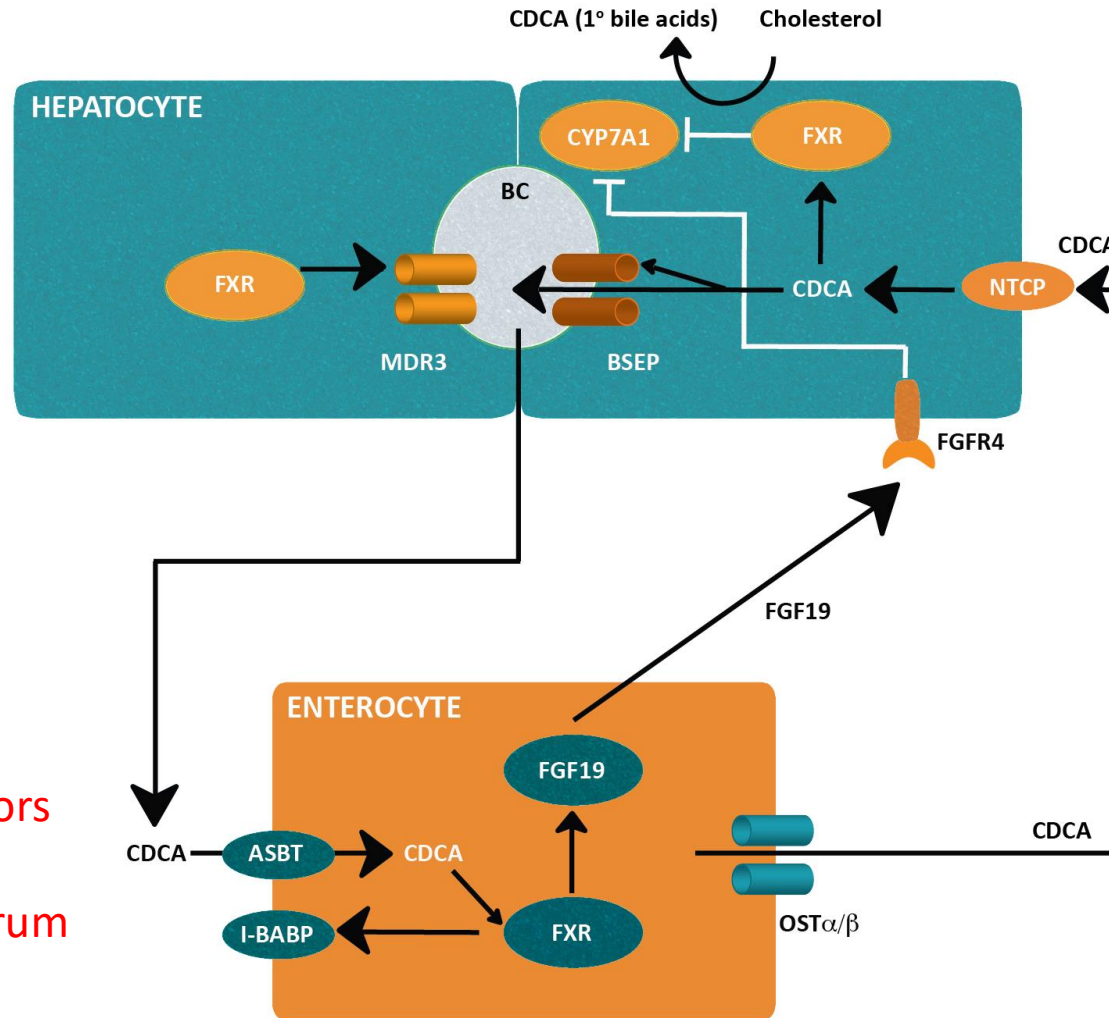 CDCA (1° bile acids)
Cholesterol
HEPATOCYTE
CYP7A1
FXR
BC
FXR
CDCA
NTCP
CDCA
MDR3
BSEP
FGFR4
FGF19
ENTEROCYTE
FGF19
ors
CDCA
ASBT
CDCA
CDCA
rum
I-BABP
FXR
OSTα/β